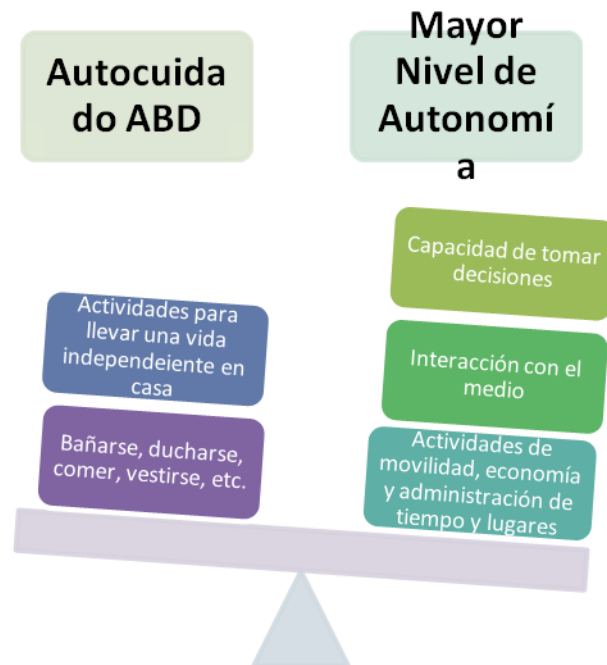 Autocuida
do ABD
Mayor
Nivel de
Autonomí
a
Actividades para
llevar una vida
independeiente en
casa
Bañarse, ducharse,
comer, vestirse, etc.
Capacidad de tomar
decisiones
Interacción con el
medio
Actividades de
movilidad, economía
y administración de
tiempo y lugares